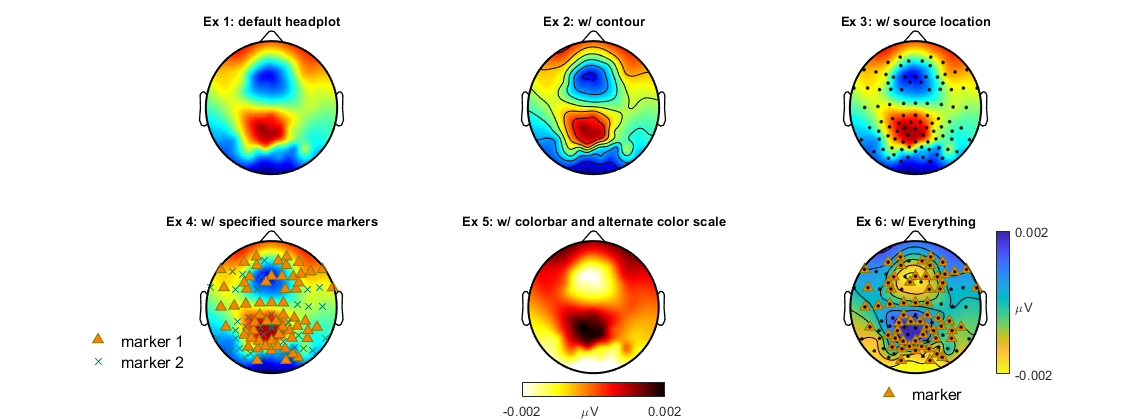 Ex 1: default headplot
Ex 2: w/ contour
Ex 3: w/ source location
Ex 4: w/ specified source markers
marker 1
marker 2
Ex 5: w/ colorbar and alternate color scale
-0.002 μV 0.002
Ex 6: w/ Everything
0.002
μV
-0.002
marker